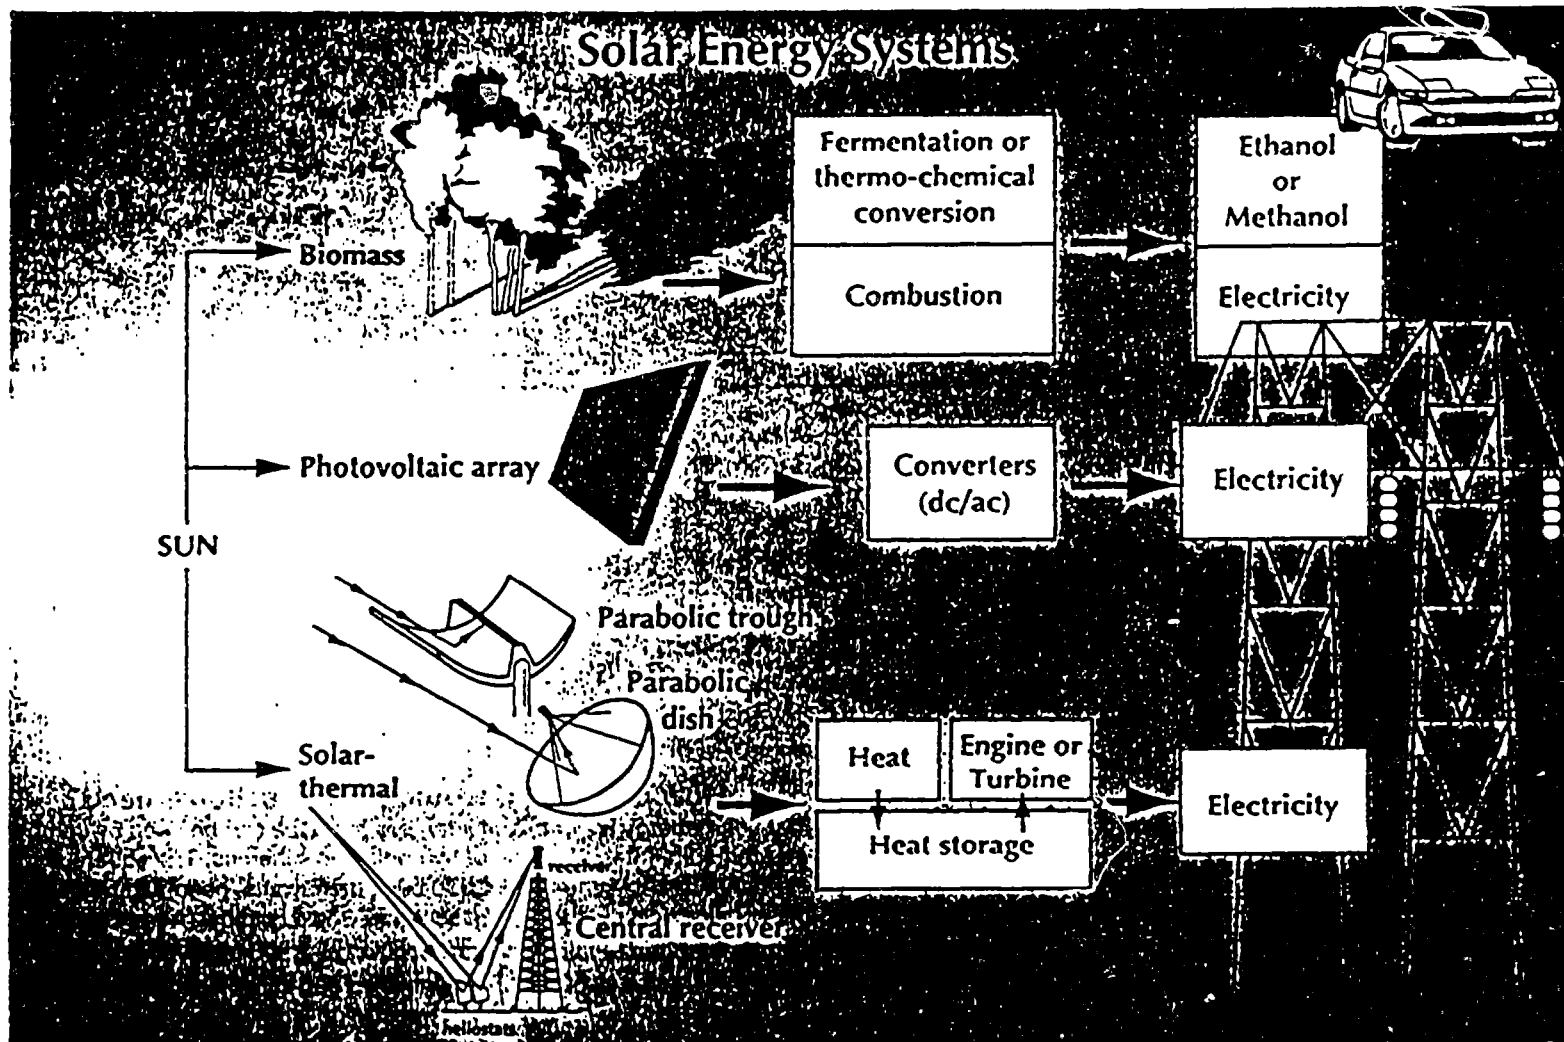 Solar Energy Systems
Fermentation or
thermo-chemical
conversion
Combustion
Ethanol
or
Methanol
Electricity
Biomass
Photovoltaic array
Converters
(dc/ac)
Electricity
SUN
Parabolic trough
Parabolic
dish
Solar-
thermal
Heat
Engine or
Turbine
Heat storage
Electricity
receiver
Central receiver
heliostats